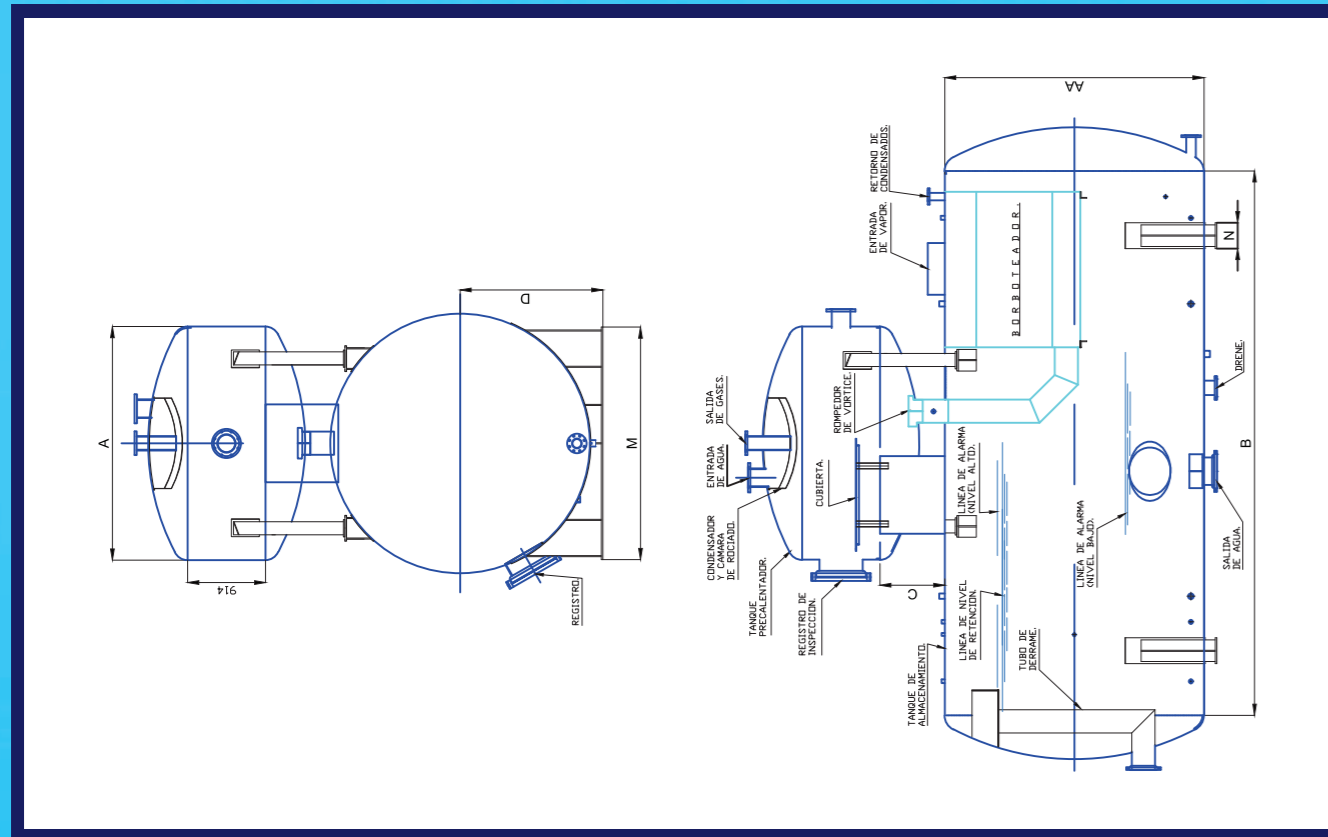 A
914
D
M
REGISTRO.
AA
RETORNO DE
CONDENSADOS.
ENTRADA
DE VAPOR.
BORBOTEADOR.
N
SALIDA
DE GASES.
ENTRADA
DE AGUA.
ROMPEDOR
DE VORTICE.
CONDENSADOR
Y CAMARA
DE ROCIADO.
CUBIERTA.
TANQUE
PRECALENTADOR.
REGISTRO DE
INSPECCION.
C
LINEA DE ALARMA
(NIVEL ALTO).
LINEA DE NIVEL
DE RETENCION.
LINEA DE ALARMA
(NIVEL BAJO).
DRENE.
B
SALIDA
DE AGUA.
TUBO DE
DERRAME.
TANQUE DE
ALMACENAMIENTO.